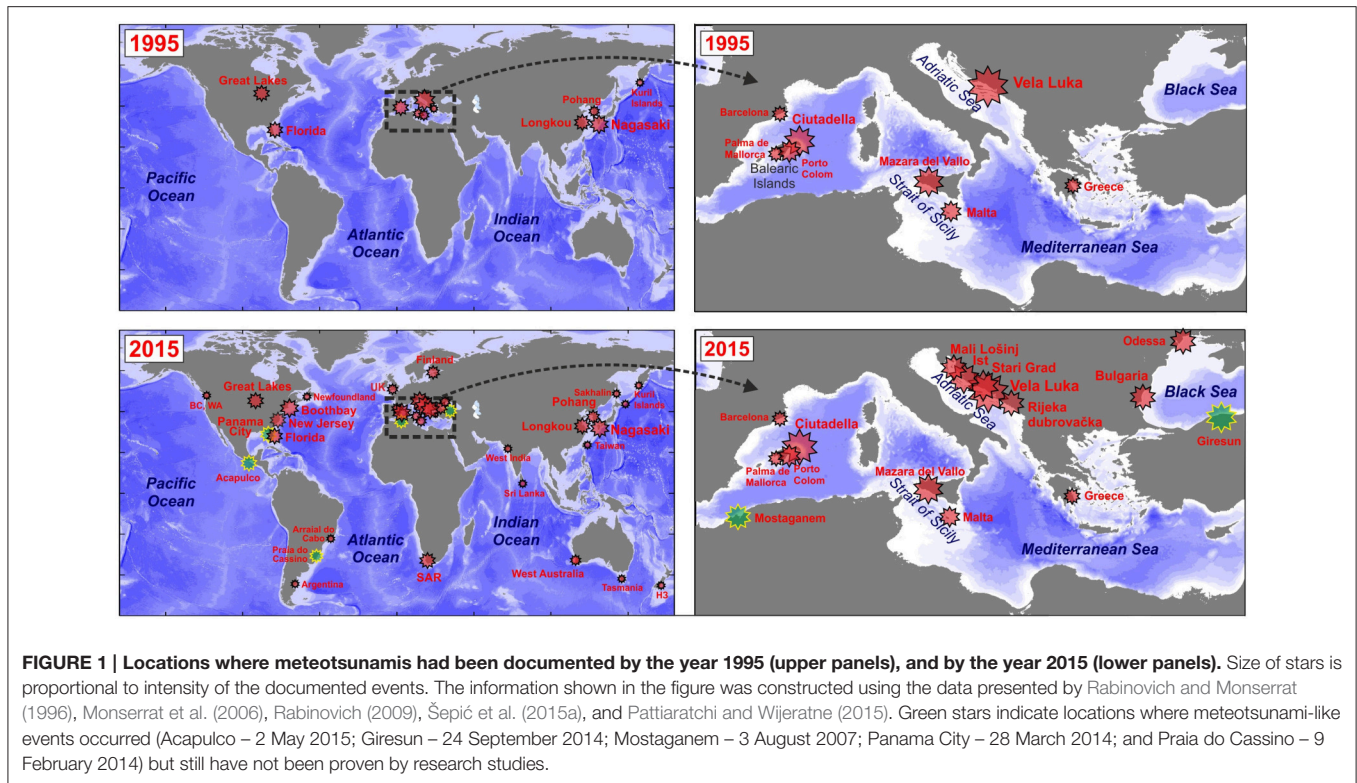 1995
Great Lakes
Florida
Pacific
Ocean
Atlantic
Ocean
Indian
Ocean
Pohang
Longkou
Nagasaki
Kuril
Islands
1995
Adriatic Sea
Vela Luka
Black Sea
Barcelona
Ciutadella
Palma de
Mallorca
Porto
Colom
Balearic
Islands
Mazara del Vallo
Strait of Sicily
Malta
Greece
Mediterranean Sea
2015
Finland
UK
BC, WA
Great Lakes
Newfoundland
Boothbay
New Jersey
Panama
City
Florida
Acapulco
Pacific
Ocean
Arraial do
Cabo
Praia do
Cassino
Argentina
Atlantic
Ocean
SAR
West India
Sri Lanka
Indian
Ocean
West Australia
Tasmania
H3
Sakhalin
Kuril
Islands
Pohang
Longkou
Nagasaki
Taiwan
2015
Mali Lošinj
Ist
Stari Grad
Vela Luka
Rijeka
dubrovačka
Adriatic Sea
Odessa
Bulgaria
Black Sea
Giresun
Barcelona
Ciutadella
Palma de
Mallorca
Porto
Colom
Mostaganem
Mazara del Vallo
Strait of Sicily
Malta
Greece
Mediterranean Sea
FIGURE 1 | Locations where meteotsunamis had been documented by the year 1995 (upper panels), and by the year 2015 (lower panels). Size of stars is
proportional to intensity of the documented events. The information shown in the figure was constructed using the data presented by Rabinovich and Monserrat
(1996), Monserrat et al. (2006), Rabinovich (2009), Šepić et al. (2015a), and Pattiaratchi and Wijeratne (2015). Green stars indicate locations where meteotsunami-like
events occurred (Acapulco – 2 May 2015; Giresun – 24 September 2014; Mostaganem – 3 August 2007; Panama City – 28 March 2014; and Praia do Cassino – 9
February 2014) but still have not been proven by research studies.